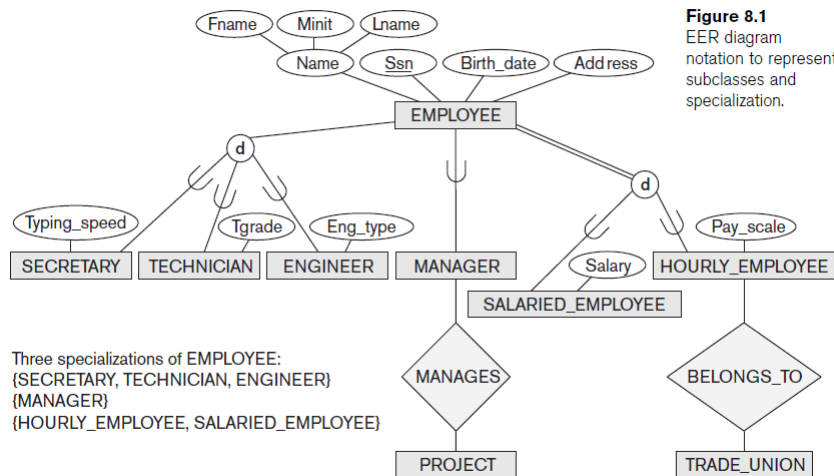 Fname
Minit
Lname
Name
Ssn
Birth_date
Address
Figure 8.1
EER diagram
notation to represent
subclasses and
specialization.
EMPLOYEE
d
d
Typing_speed
Tgrade
Eng_type
Pay_scale
SECRETARY
TECHNICIAN
ENGINEER
MANAGER
Salary
HOURLY_EMPLOYEE
SALARIED_EMPLOYEE
Three specializations of EMPLOYEE:
{SECRETARY, TECHNICIAN, ENGINEER}
{MANAGER}
{HOURLY_EMPLOYEE, SALARIED_EMPLOYEE}
MANAGES
BELONGS_TO
PROJECT
TRADE_UNION